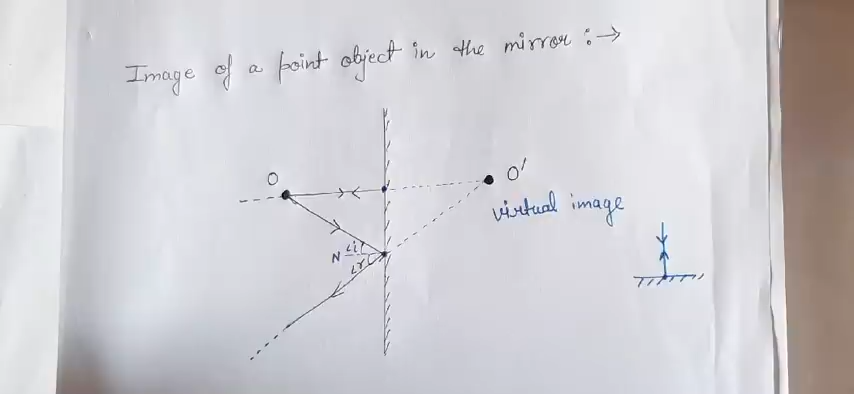 Image of a point object in the mirror :→
O
O'
virtual image
N
∠i
∠r